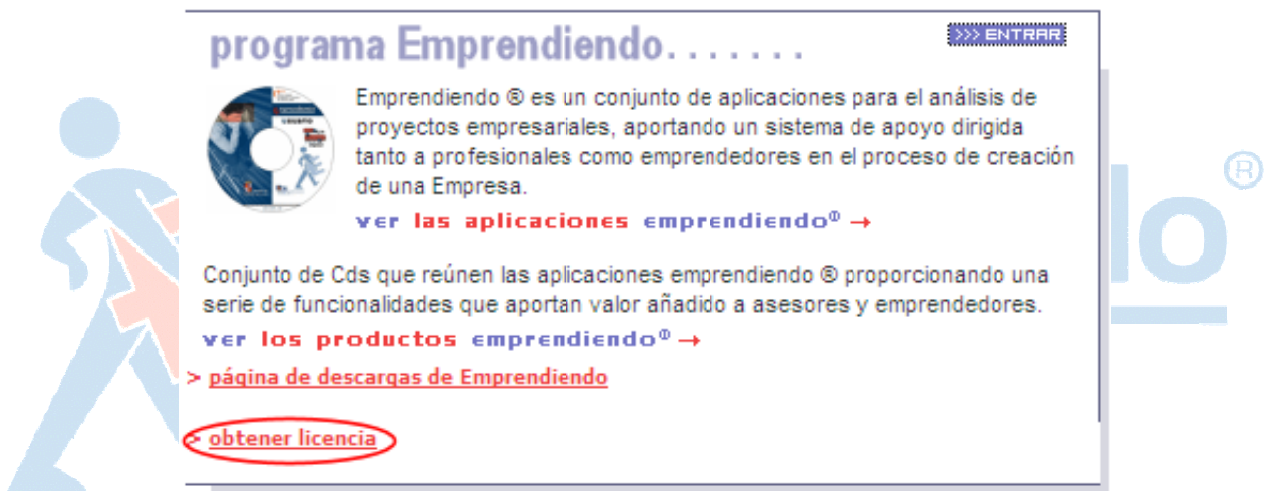 programa Emprendiendo.......
>>> ENTRAR
Emprendiendo ® es un conjunto de aplicaciones para el análisis de
proyectos empresariales, aportando un sistema de apoyo dirigida
tanto a profesionales como emprendedores en el proceso de creación
de una Empresa.
ver las aplicaciones emprendiendo® →
Conjunto de Cds que reúnen las aplicaciones emprendiendo ® proporcionando una
serie de funcionalidades que aportan valor añadido a asesores y emprendedores.
ver los productos emprendiendo® →
> página de descargas de Emprendiendo
> obtener licencia
do®